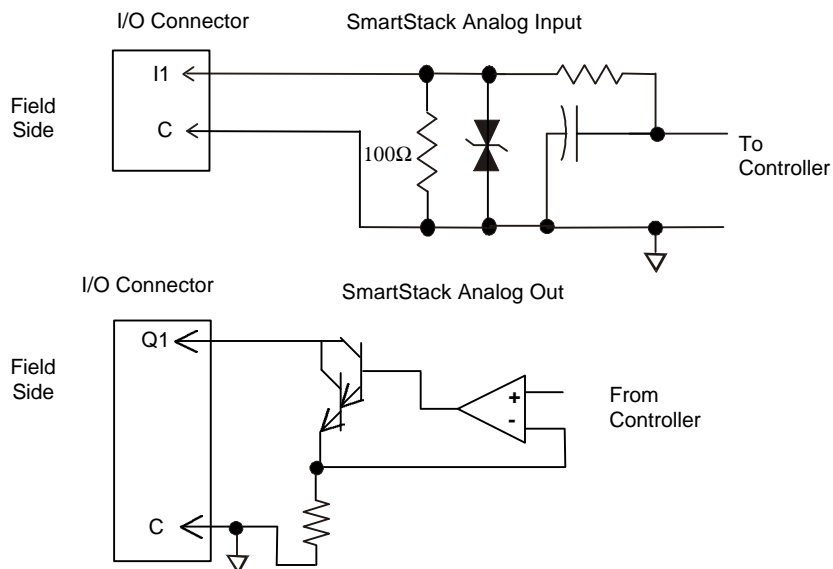 I/O Connector
SmartStack Analog Input
I1
Field
Side
C
100Ω
To
Controller
I/O Connector
SmartStack Analog Out
Q1
Field
Side
+
-
From
Controller
C